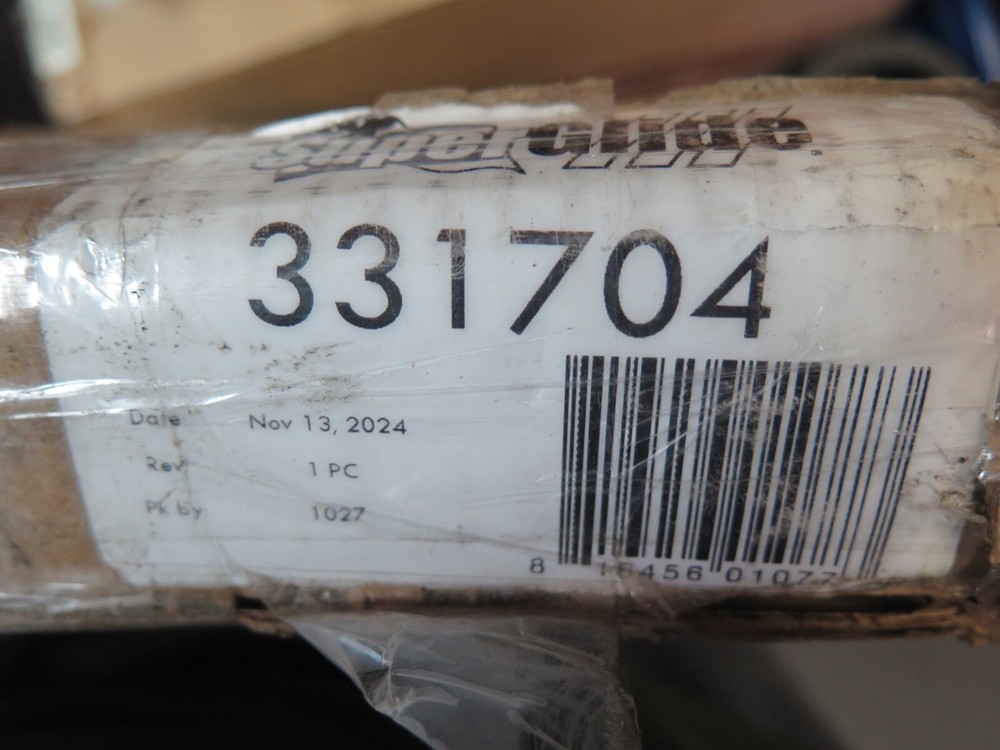 SuperGlide
331704
Date Nov 13, 2024
Rev 1 PC
Pk by 1027
8 16456 01077